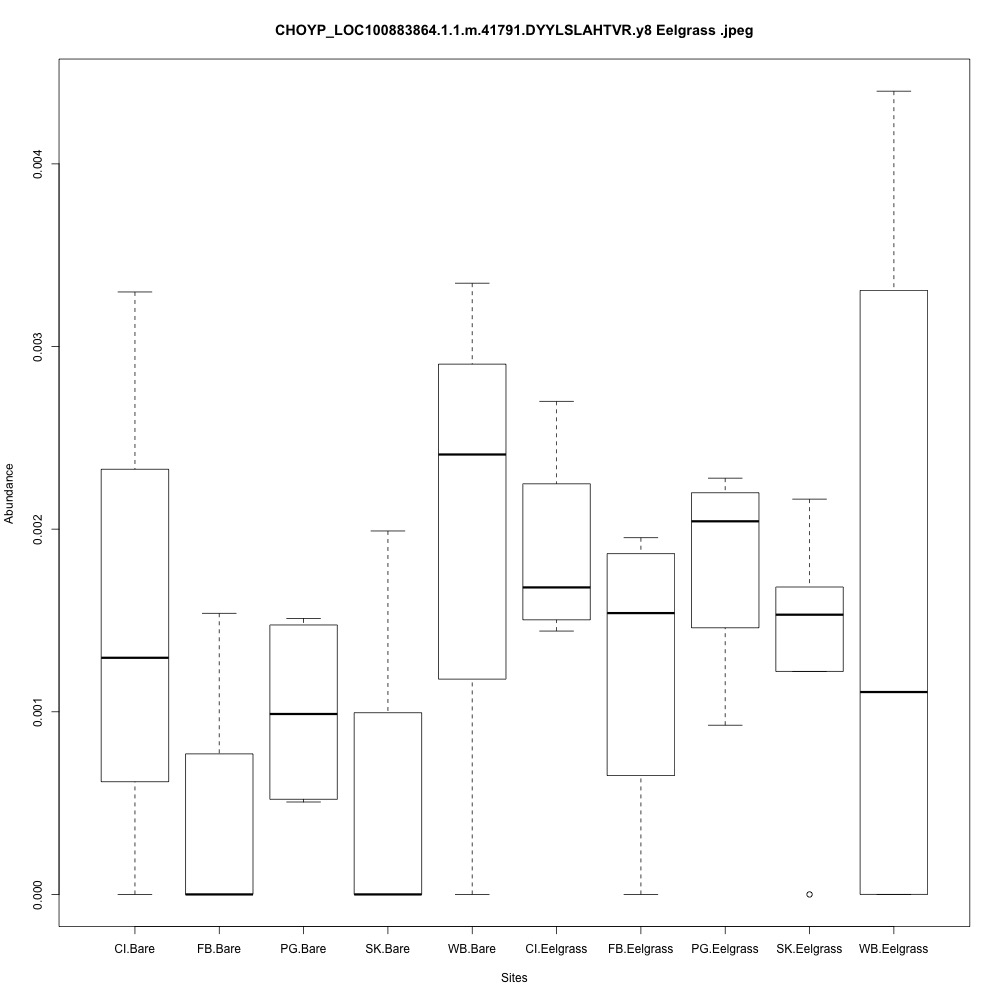 CHOYP_LOC100883864.1.1.m.41791.DYYLSLAHTVR.y8 Eelgrass .jpeg
0.004
0.003
0.002
0.001
0.000
Abundance
CI.Bare FB.Bare PG.Bare SK.Bare WB.Bare CI.Eelgrass FB.Eelgrass PG.Eelgrass SK.Eelgrass WB.Eelgrass
Sites